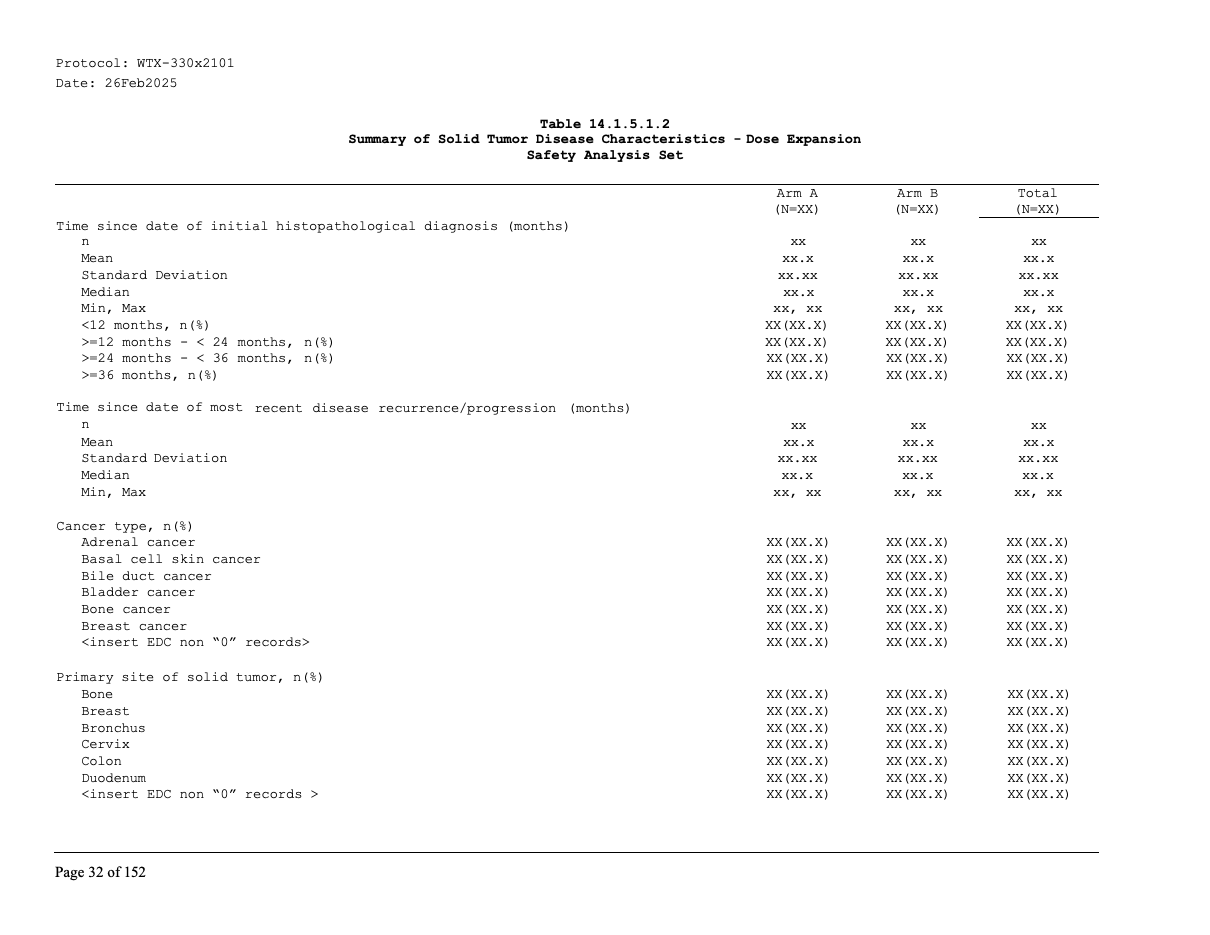 Protocol: WTX-330x2101
Date: 26Feb2025
Table 14.1.5.1.2
Summary of Solid Tumor Disease Characteristics - Dose Expansion
Safety Analysis Set
Arm A Arm B Total
(N=XX) (N=XX) (N=XX)
Time since date of initial histopathological diagnosis (months)
n xx xx xx
Mean xx.x xx.x xx.x
Standard Deviation xx.xx xx.xx xx.xx
Median xx.x xx.x xx.x
Min, Max xx, xx xx, xx xx, xx
<12 months, n(%) XX(XX.X) XX(XX.X) XX(XX.X)
>=12 months - < 24 months, n(%) XX(XX.X) XX(XX.X) XX(XX.X)
>=24 months - < 36 months, n(%) XX(XX.X) XX(XX.X) XX(XX.X)
>=36 months, n(%) XX(XX.X) XX(XX.X) XX(XX.X)
Time since date of most recent disease recurrence/progression (months)
n xx xx xx
Mean xx.x xx.x xx.x
Standard Deviation xx.xx xx.xx xx.xx
Median xx.x xx.x xx.x
Min, Max xx, xx xx, xx xx, xx
Cancer type, n(%)
Adrenal cancer XX(XX.X) XX(XX.X) XX(XX.X)
Basal cell skin cancer XX(XX.X) XX(XX.X) XX(XX.X)
Bile duct cancer XX(XX.X) XX(XX.X) XX(XX.X)
Bladder cancer XX(XX.X) XX(XX.X) XX(XX.X)
Bone cancer XX(XX.X) XX(XX.X) XX(XX.X)
Breast cancer XX(XX.X) XX(XX.X) XX(XX.X)
<insert EDC non “0” records> XX(XX.X) XX(XX.X) XX(XX.X)
Primary site of solid tumor, n(%)
Bone XX(XX.X) XX(XX.X) XX(XX.X)
Breast XX(XX.X) XX(XX.X) XX(XX.X)
Bronchus XX(XX.X) XX(XX.X) XX(XX.X)
Cervix XX(XX.X) XX(XX.X) XX(XX.X)
Colon XX(XX.X) XX(XX.X) XX(XX.X)
Duodenum XX(XX.X) XX(XX.X) XX(XX.X)
<insert EDC non “0” records > XX(XX.X) XX(XX.X) XX(XX.X)
Page 32 of 152